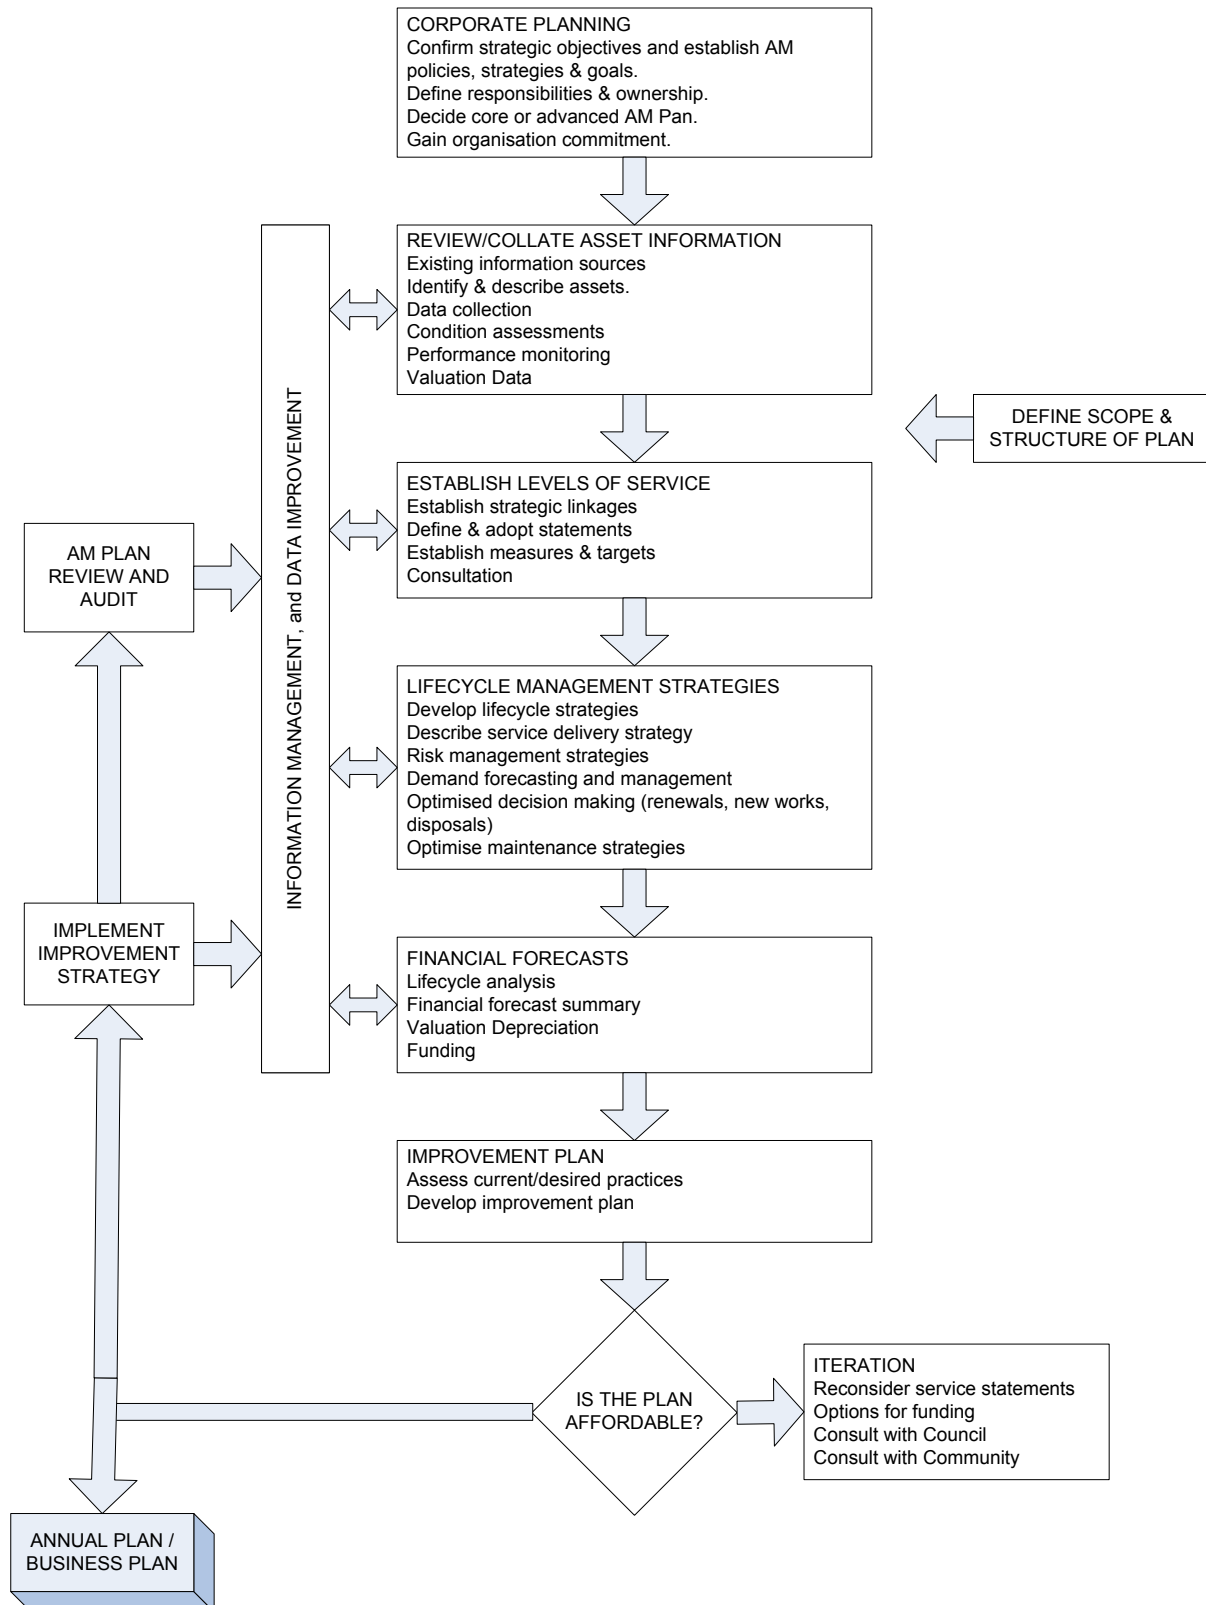 CORPORATE PLANNING
Confirm strategic objectives and establish AM
policies, strategies & goals.
Define responsibilities & ownership.
Decide core or advanced AM Pan.
Gain organisation commitment.
REVIEW/COLLATE ASSET INFORMATION
Existing information sources
Identify & describe assets.
Data collection
Condition assessments
Performance monitoring
Valuation Data
DEFINE SCOPE &
STRUCTURE OF PLAN
INFORMATION MANAGEMENT, and DATA IMPROVEMENT
ESTABLISH LEVELS OF SERVICE
Establish strategic linkages
Define & adopt statements
Establish measures & targets
Consultation
AM PLAN
REVIEW AND
AUDIT
LIFECYCLE MANAGEMENT STRATEGIES
Develop lifecycle strategies
Describe service delivery strategy
Risk management strategies
Demand forecasting and management
Optimised decision making (renewals, new works,
disposals)
Optimise maintenance strategies
IMPLEMENT
IMPROVEMENT
STRATEGY
FINANCIAL FORECASTS
Lifecycle analysis
Financial forecast summary
Valuation Depreciation
Funding
IMPROVEMENT PLAN
Assess current/desired practices
Develop improvement plan
IS THE PLAN
AFFORDABLE?
ITERATION
Reconsider service statements
Options for funding
Consult with Council
Consult with Community
ANNUAL PLAN /
BUSINESS PLAN